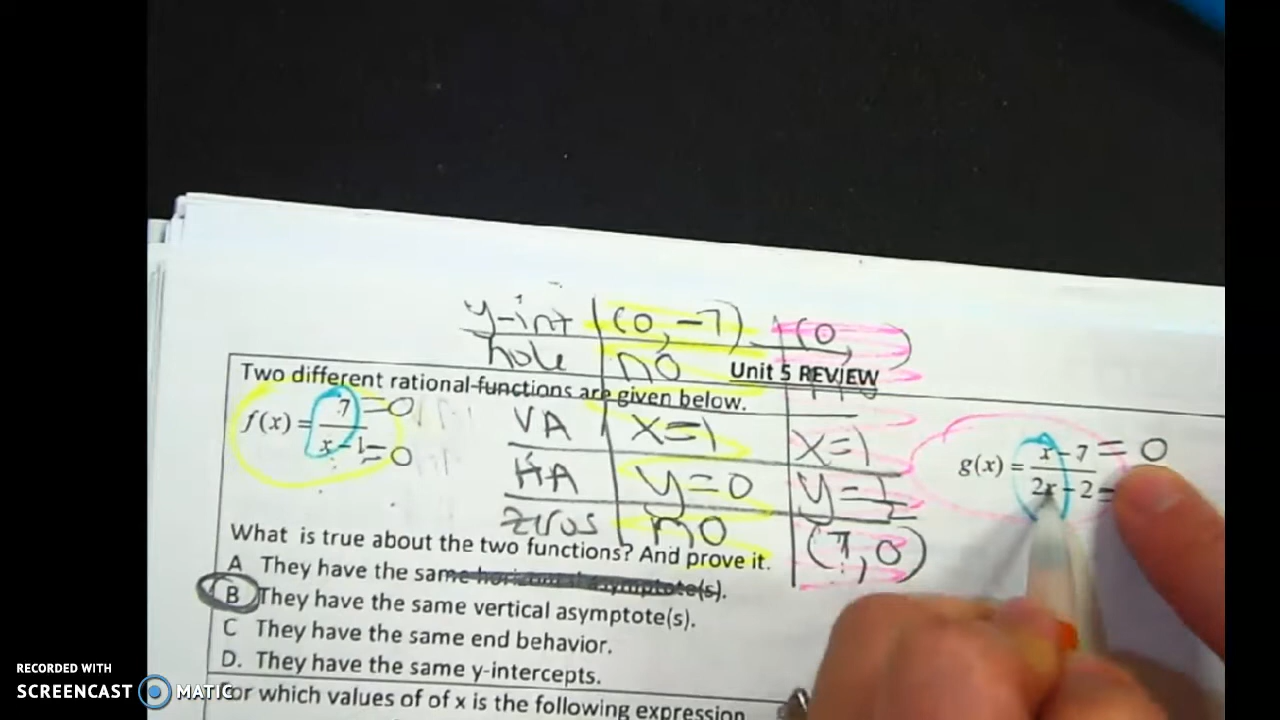 y-int (0, -7) (0, )
hole no no
Unit 5 REVIEW
Two different rational functions are given below.
f(x) = 7 / x - 1 = 0 = 0
VA x=1 x=1
HA y=0 y=1/2
zeros no (7, 0)
g(x) = x - 7 / 2x - 2 = 0 =
What is true about the two functions? And prove it.
A They have the same horizontal asymptote(s).
B They have the same vertical asymptote(s).
C They have the same end behavior.
D. They have the same y-intercepts.
For which values of of x is the following expression
RECORDED WITH
SCREENCAST MATIC